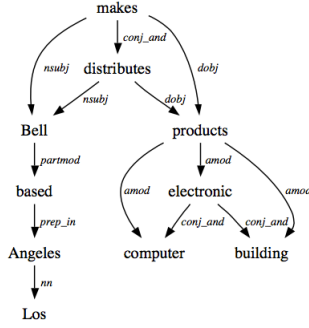 makes
conj_and
nsubj
dobj
distributes
nsubj
dobj
Bell
products
partmod
amod
based
amod
electronic
amod
prep_in
conj_and
conj_and
Angeles
computer
building
nn
Los